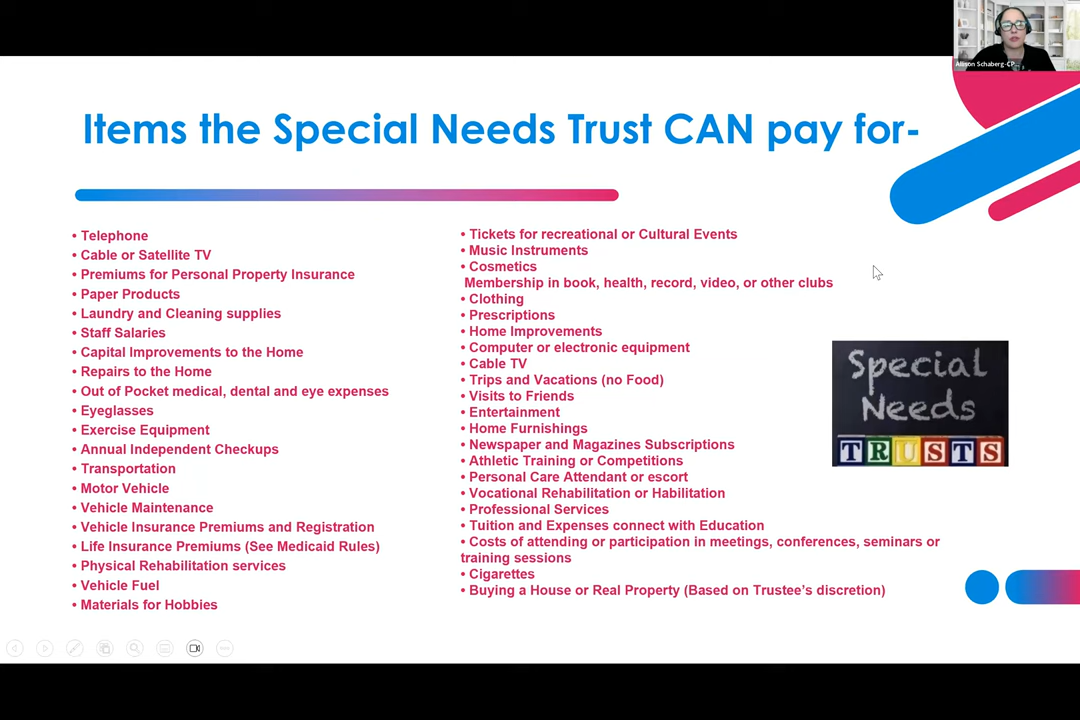 Allison Schaberg-CP
Items the Special Needs Trust CAN pay for-
• Telephone
• Cable or Satellite TV
• Premiums for Personal Property Insurance
• Paper Products
• Laundry and Cleaning supplies
• Staff Salaries
• Capital Improvements to the Home
• Repairs to the Home
• Out of Pocket medical, dental and eye expenses
• Eyeglasses
• Exercise Equipment
• Annual Independent Checkups
• Transportation
• Motor Vehicle
• Vehicle Maintenance
• Vehicle Insurance Premiums and Registration
• Life Insurance Premiums (See Medicaid Rules)
• Physical Rehabilitation services
• Vehicle Fuel
• Materials for Hobbies
• Tickets for recreational or Cultural Events
• Music Instruments
• Cosmetics
Membership in book, health, record, video, or other clubs
• Clothing
• Prescriptions
• Home Improvements
• Computer or electronic equipment
• Cable TV
• Trips and Vacations (no Food)
• Visits to Friends
• Entertainment
• Home Furnishings
• Newspaper and Magazines Subscriptions
• Athletic Training or Competitions
• Personal Care Attendant or escort
• Vocational Rehabilitation or Habilitation
• Professional Services
• Tuition and Expenses connect with Education
• Costs of attending or participation in meetings, conferences, seminars or
training sessions
• Cigarettes
• Buying a House or Real Property (Based on Trustee's discretion)
Special
Needs
TRUSTS